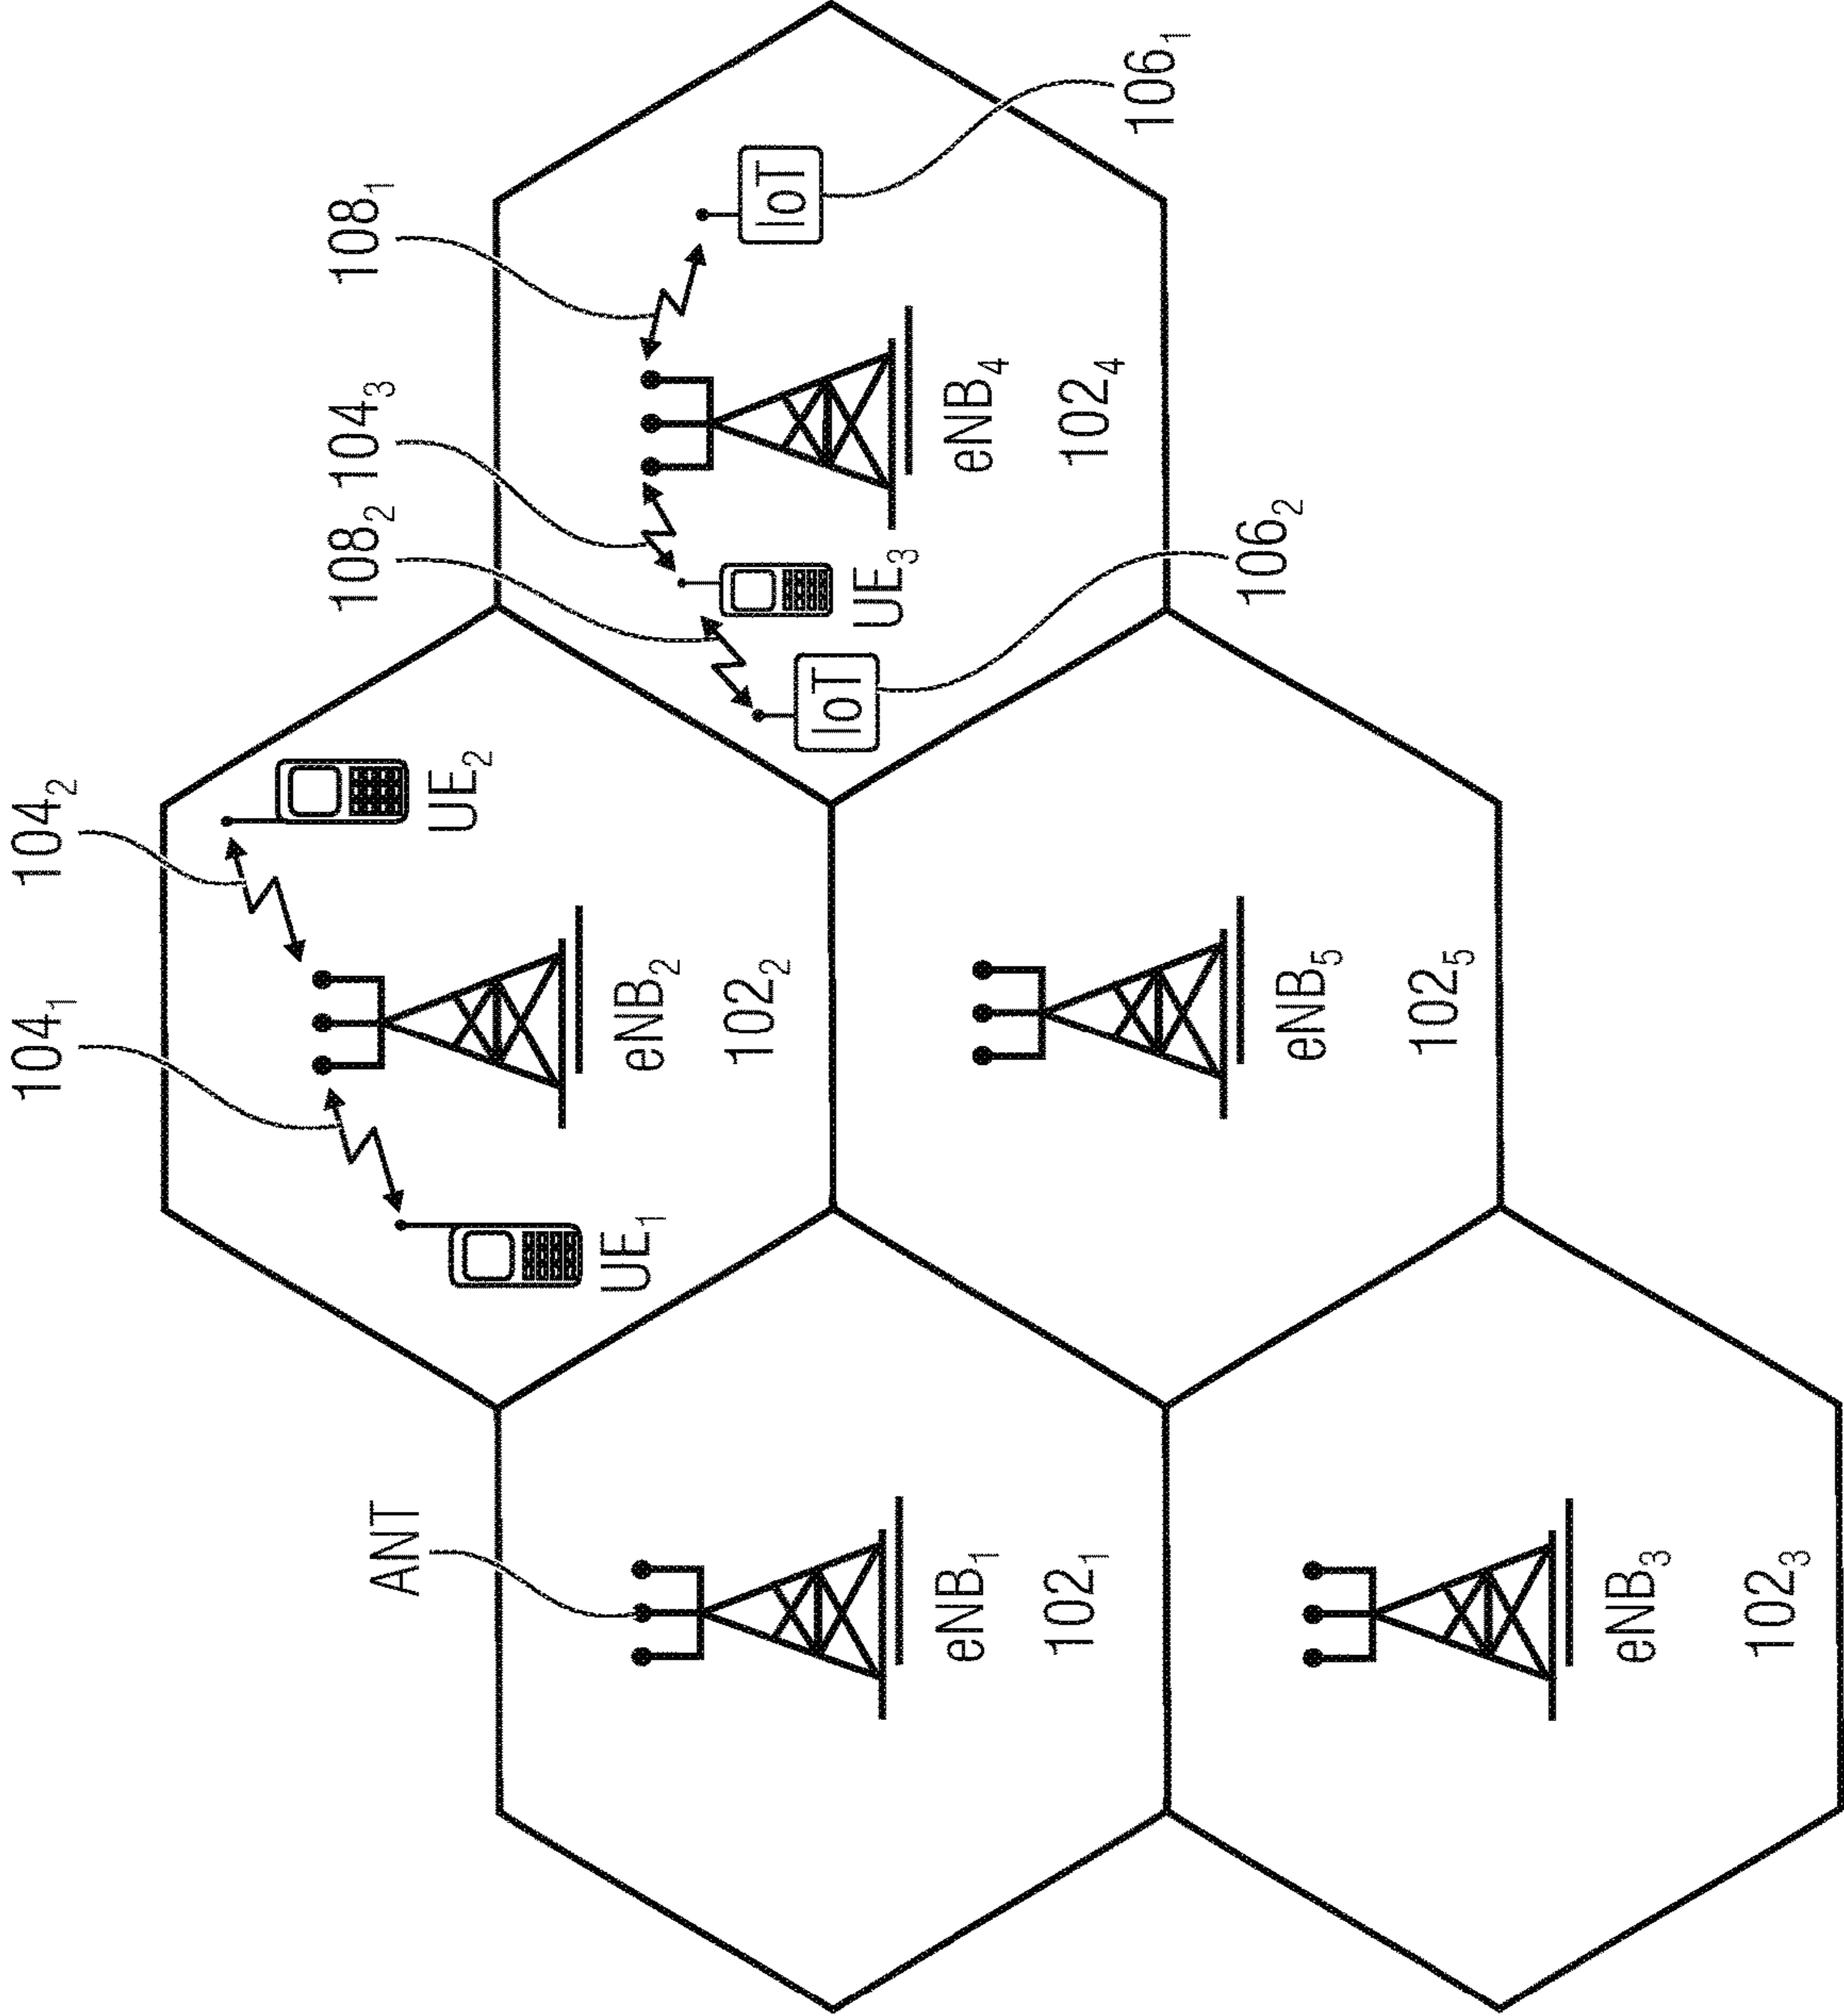 104₁
104₂
ANT
108₂
104₃
108₁
UE₂
UE₁
eNB₂
102₂
IoT
IoT
UE₃
eNB₁
eNB₄
102₁
102₄
106₁
106₂
eNB₅
102₅
eNB₃
102₃